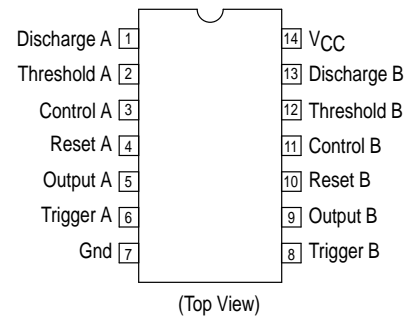 Discharge A 1 14 VCC
Threshold A 2 13 Discharge B
Control A 3 12 Threshold B
Reset A 4 11 Control B
Output A 5 10 Reset B
Trigger A 6 9 Output B
Gnd 7 8 Trigger B
(Top View)